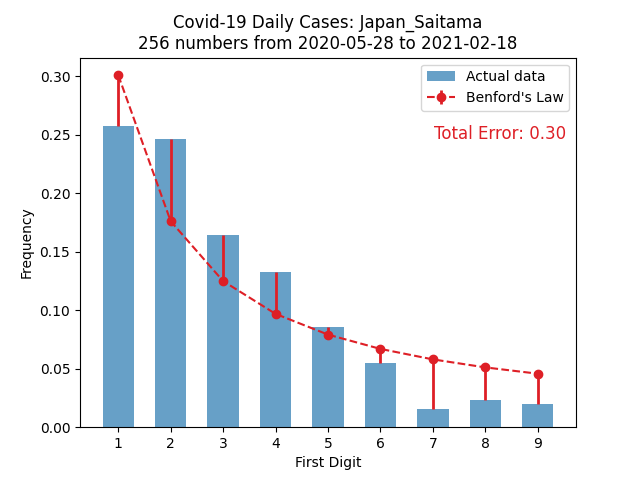 Covid-19 Daily Cases: Japan_Saitama
256 numbers from 2020-05-28 to 2021-02-18
Actual data
Benford's Law
Total Error: 0.30
Frequency
0.30
0.25
0.20
0.15
0.10
0.05
0.00
1 2 3 4 5 6 7 8 9
First Digit